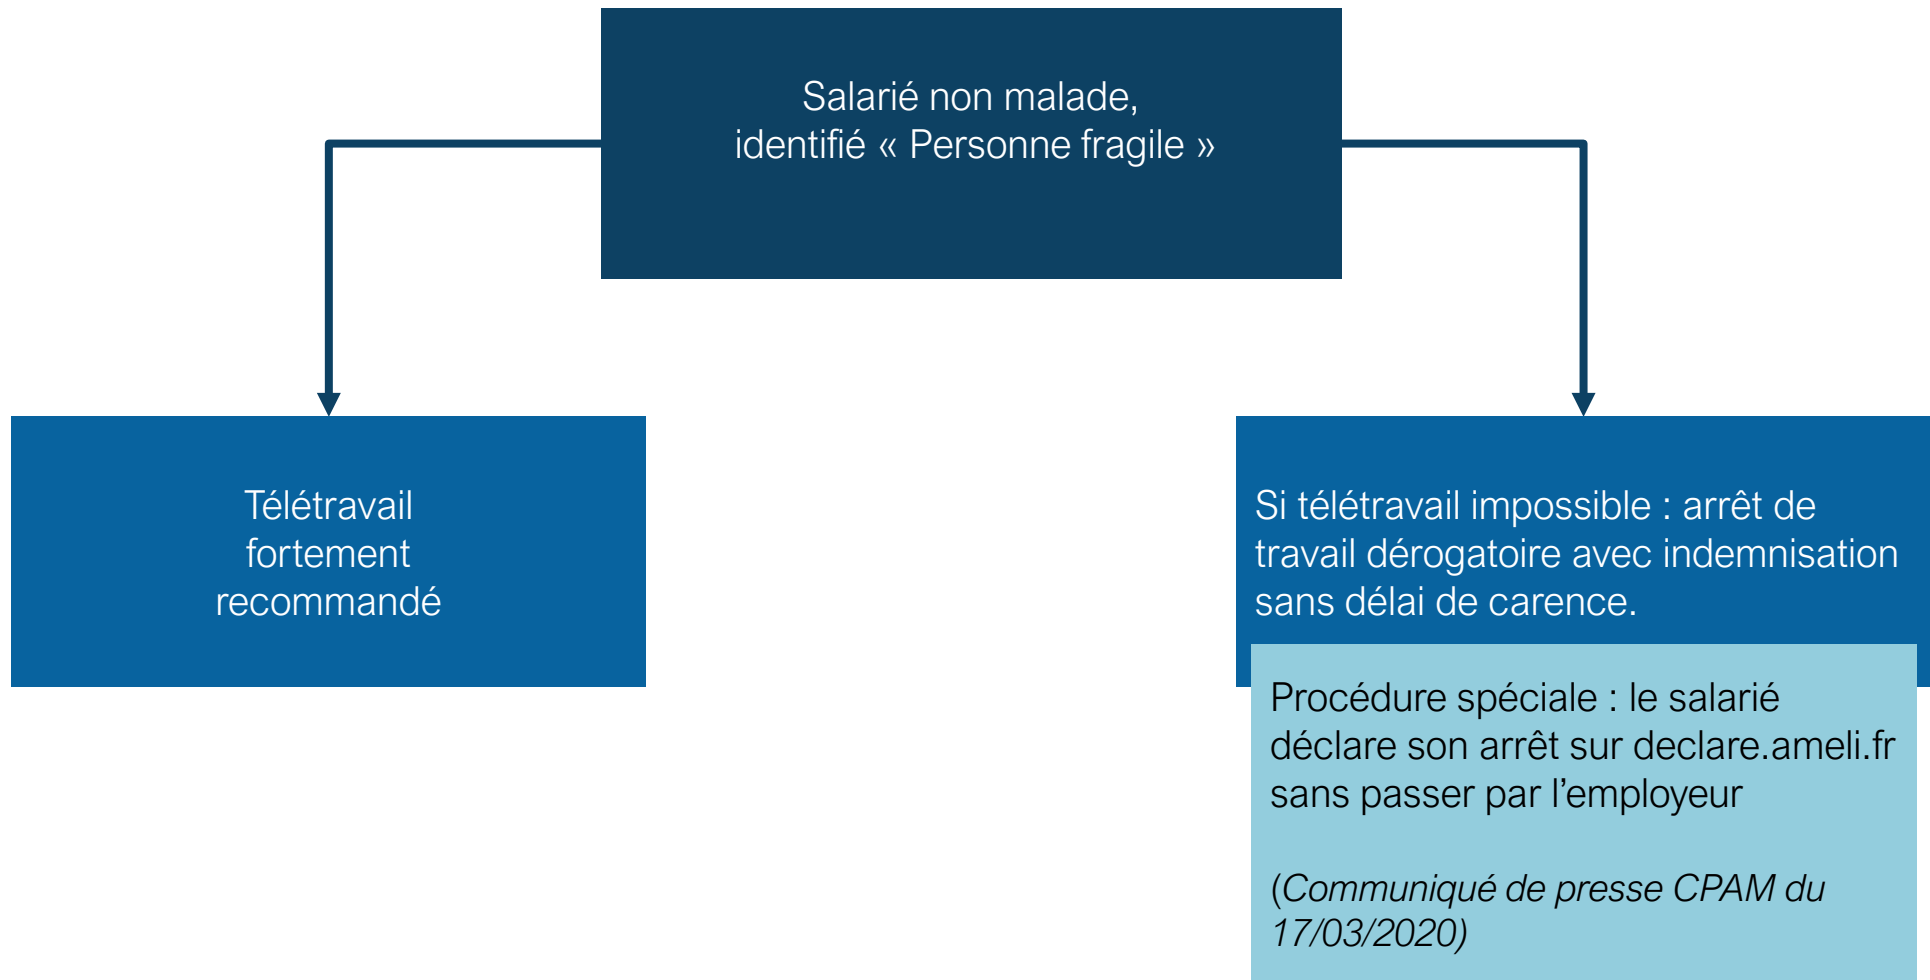 Salarié non malade,
identifié « Personne fragile »
Télétravail
fortement
recommandé
Si télétravail impossible : arrêt de
travail dérogatoire avec indemnisation
sans délai de carence.
Procédure spéciale : le salarié
déclare son arrêt sur declare.ameli.fr
sans passer par l’employeur
(Communiqué de presse CPAM du
17/03/2020)